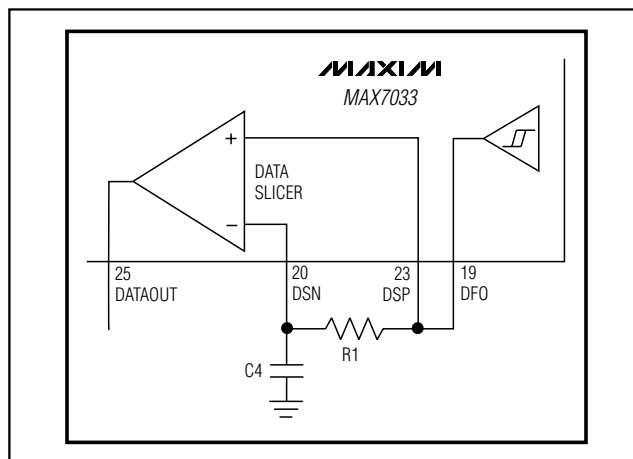 MAXIM
MAX7033
+
DATA
SLICER
−
25
DATAOUT
20
DSN
23
DSP
19
DFO
R1
C4